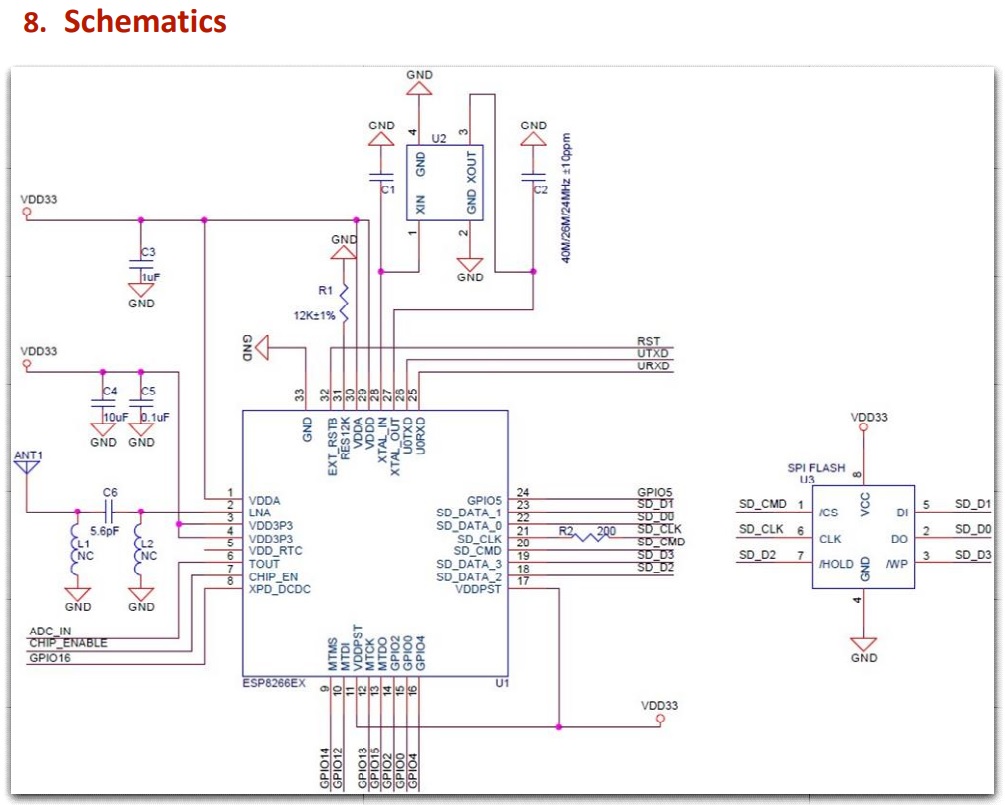 8. Schematics
GND
GND
GND
U2
4
3
GND
XOUT
XIN
GND
1
2
C1
C2
40M/26M/24MHz ±10ppm
GND
VDD33
C3
1uF
GND
GND
R1
12K±1%
GND
VDD33
C4
10uF
GND
C5
0.1uF
GND
RST
UTXD
URXD
33
32
31
30
29
28
27
26
25
GND
EXT_RSTB
RES12K
VDDA
VDDD
XTAL_IN
XTAL_OUT
U0TXD
U0RXD
ANT1
C6
5.6pF
L1
NC
GND
L2
NC
GND
1 VDDA
2 LNA
3 VDD3P3
4 VDD3P3
5 VDD_RTC
6 TOUT
7 CHIP_EN
8 XPD_DCDC
ADC_IN
CHIP_ENABLE
GPIO16
GPIO5 24 GPIO5
SD_DATA_1 23 SD_D1
SD_DATA_0 22 SD_D0
SD_CLK 21 R2 200 SD_CLK
SD_CMD 20 SD_CMD
SD_DATA_3 19 SD_D3
SD_DATA_2 18 SD_D2
VDDPST 17
MTMS
MTDI
VDDPST
MTCK
MTDO
GPIO2
GPIO0
GPIO4
ESP8266EX
U1
9
10
11
12
13
14
15
16
GPIO14
GPIO12
GPIO13
GPIO15
GPIO2
GPIO0
GPIO4
VDD33
VDD33
SPI FLASH
U3
8
VCC
SD_CMD 1 /CS
SD_CLK 6 CLK
SD_D2 7 /HOLD
DI 5 SD_D1
DO 2 SD_D0
/WP 3 SD_D3
GND
4
GND